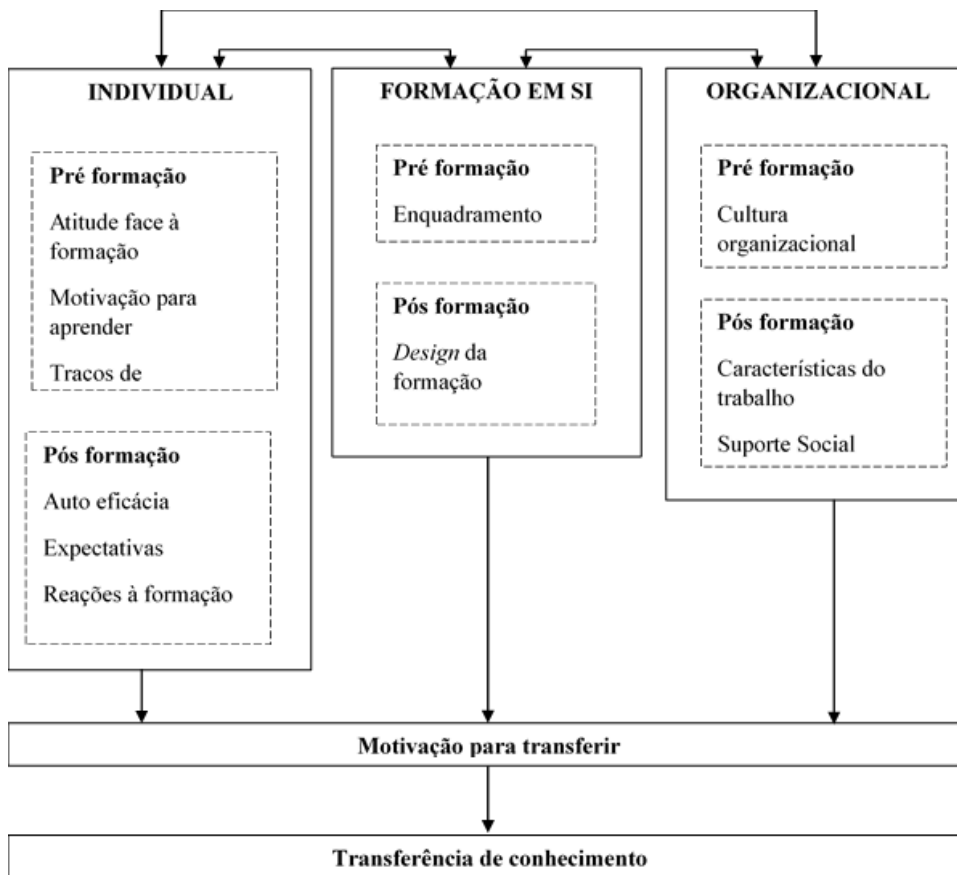 INDIVIDUAL
Pré formação
Atitude face à
formação
Motivação para
aprender
Tracos de
Pós formação
Auto eficácia
Expectativas
Reações à formação
FORMAÇÃO EM SI
Pré formação
Enquadramento
Pós formação
Design da
formação
ORGANIZACIONAL
Pré formação
Cultura
organizacional
Pós formação
Características do
trabalho
Suporte Social
Motivação para transferir
Transferência de conhecimento